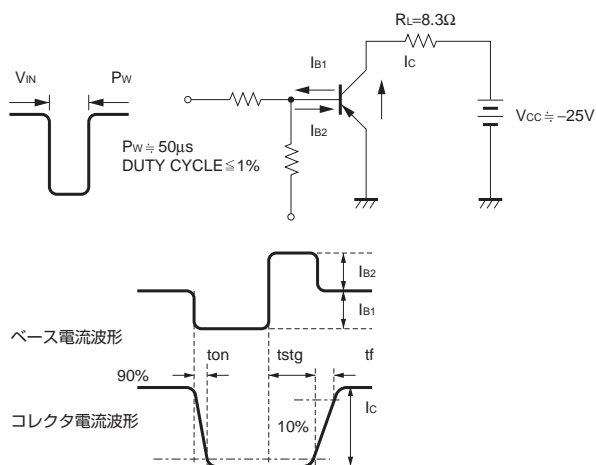 RL=8.3Ω
IB1
IC
VIN
PW
IB2
VCC≒−25V
PW≒50μs
DUTY CYCLE≦1%
IB2
IB1
ベース電流波形
ton
tstg
tf
90%
IC
コレクタ電流波形
10%